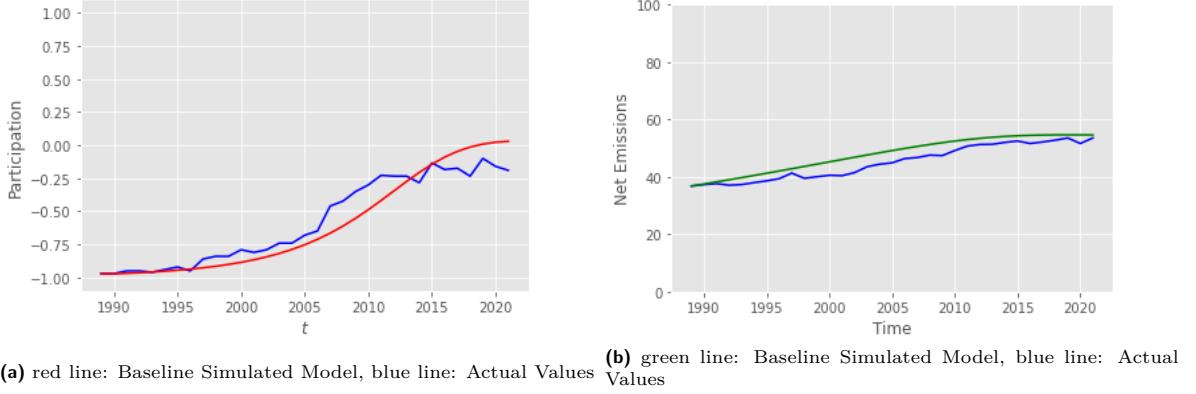 1.00
0.75
0.50
0.25
0.00
−0.25
−0.50
−0.75
−1.00
Participation
1990 1995 2000 2005 2010 2015 2020
t
(a) red line: Baseline Simulated Model, blue line: Actual Values
100
80
60
40
20
0
Net Emissions
1990 1995 2000 2005 2010 2015 2020
Time
(b) green line: Baseline Simulated Model, blue line: Actual
Values